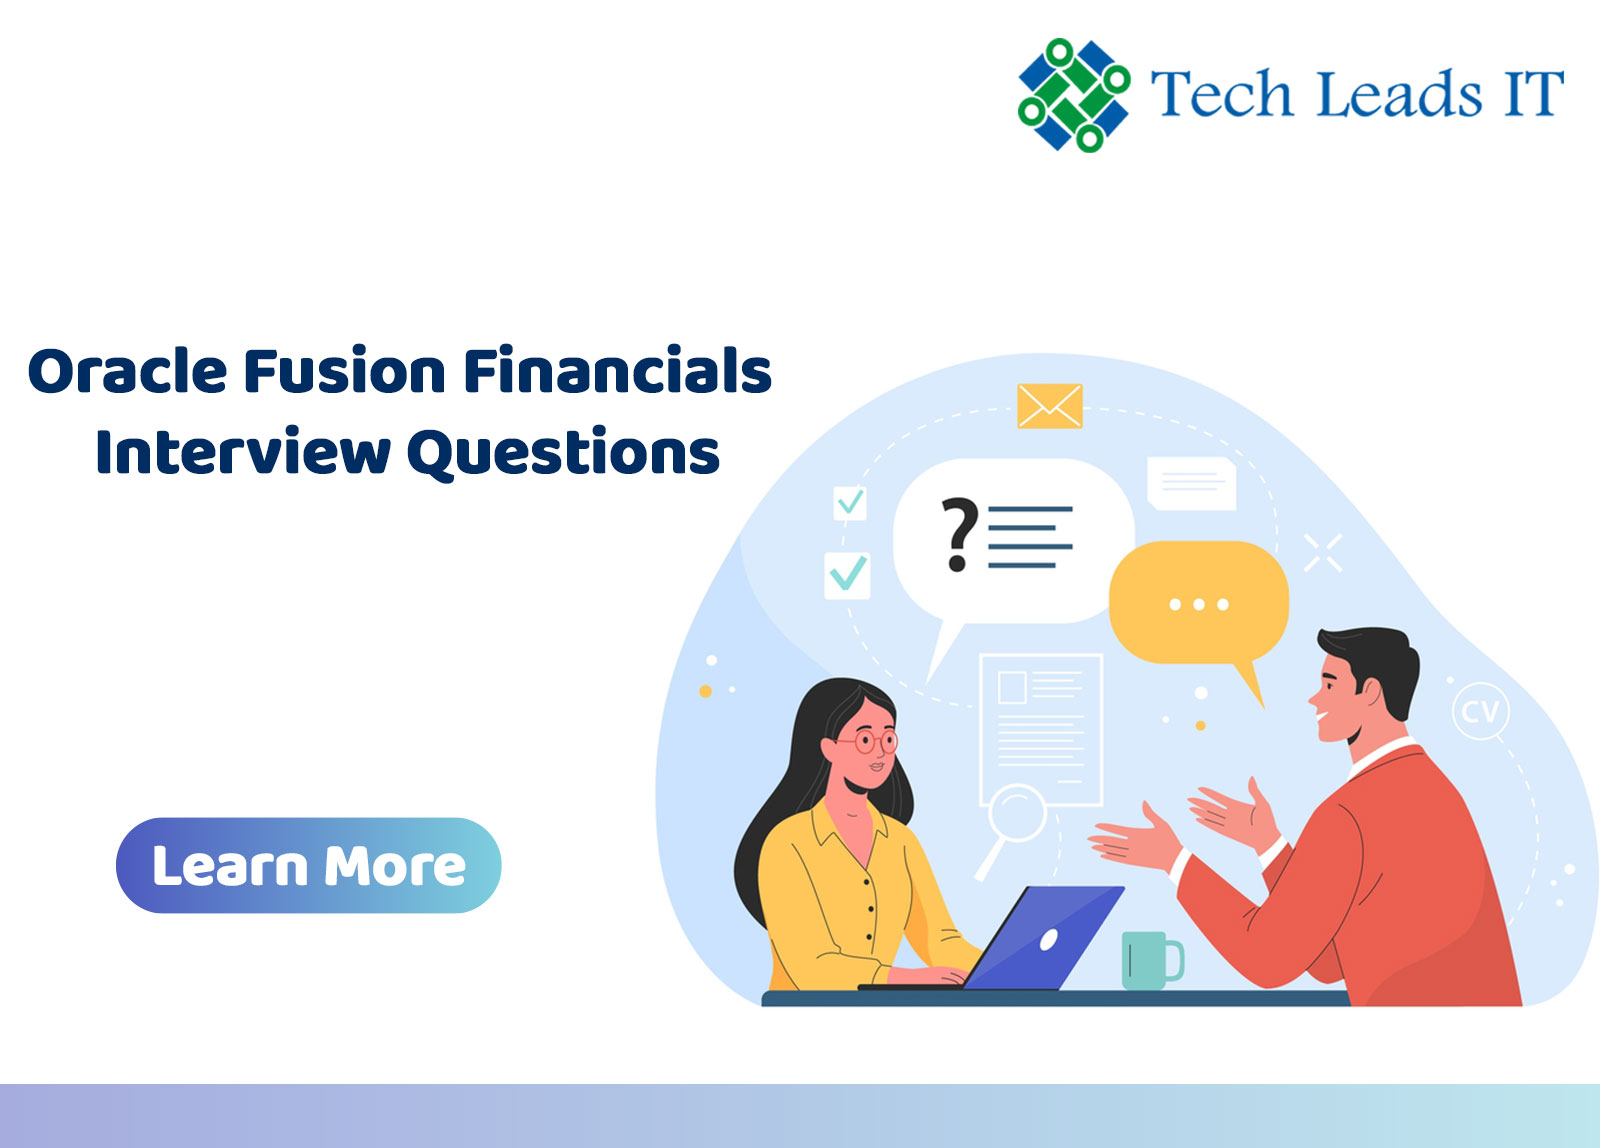 Tech Leads IT
Oracle Fusion Financials
Interview Questions
?
CV
Learn More